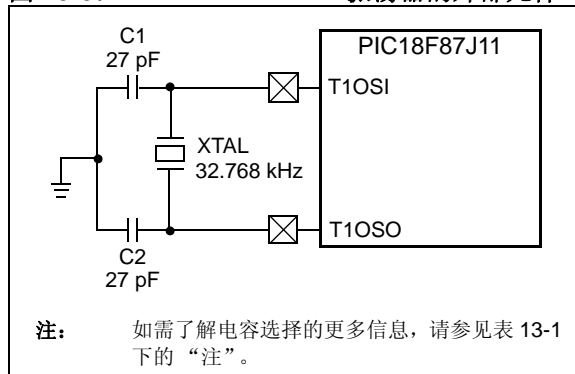 C1
27 pF
PIC18F87J11
T1OSI
XTAL
32.768 kHz
T1OSO
C2
27 pF
注： 如需了解电容选择的更多信息，请参见表 13-1
下的“注”。